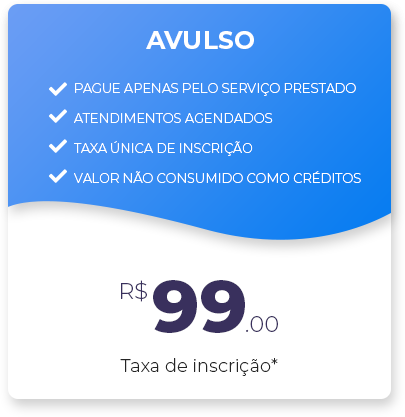 AVULSO
PAGUE APENAS PELO SERVIÇO PRESTADO
ATENDIMENTOS AGENDADOS
TAXA ÚNICA DE INSCRIÇÃO
VALOR NÃO CONSUMIDO COMO CRÉDITOS
R$ 99.00
Taxa de inscrição*